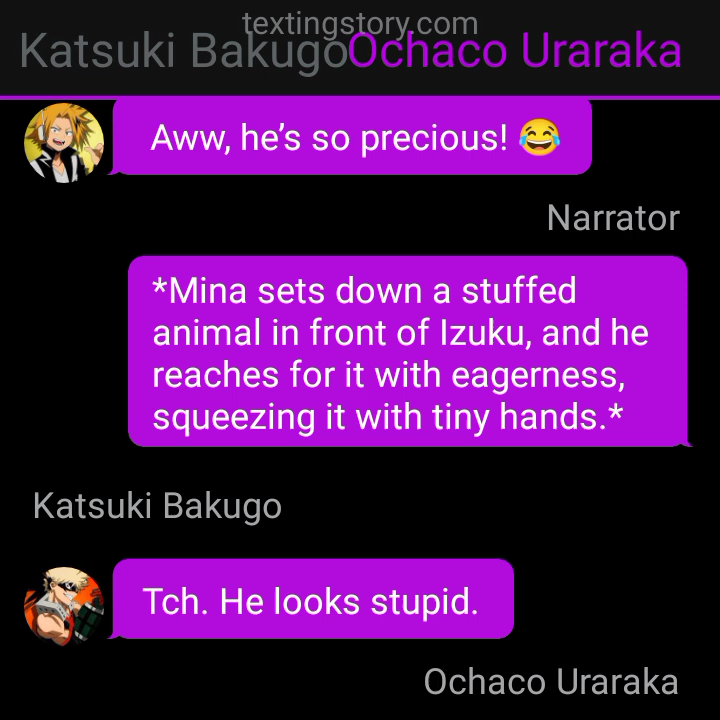 textingstory.com
Katsuki Bakugo Ochaco Uraraka
Aww, he’s so precious! 😂
Narrator
*Mina sets down a stuffed
animal in front of Izuku, and he
reaches for it with eagerness,
squeezing it with tiny hands.*
Katsuki Bakugo
Tch. He looks stupid.
Ochaco Uraraka